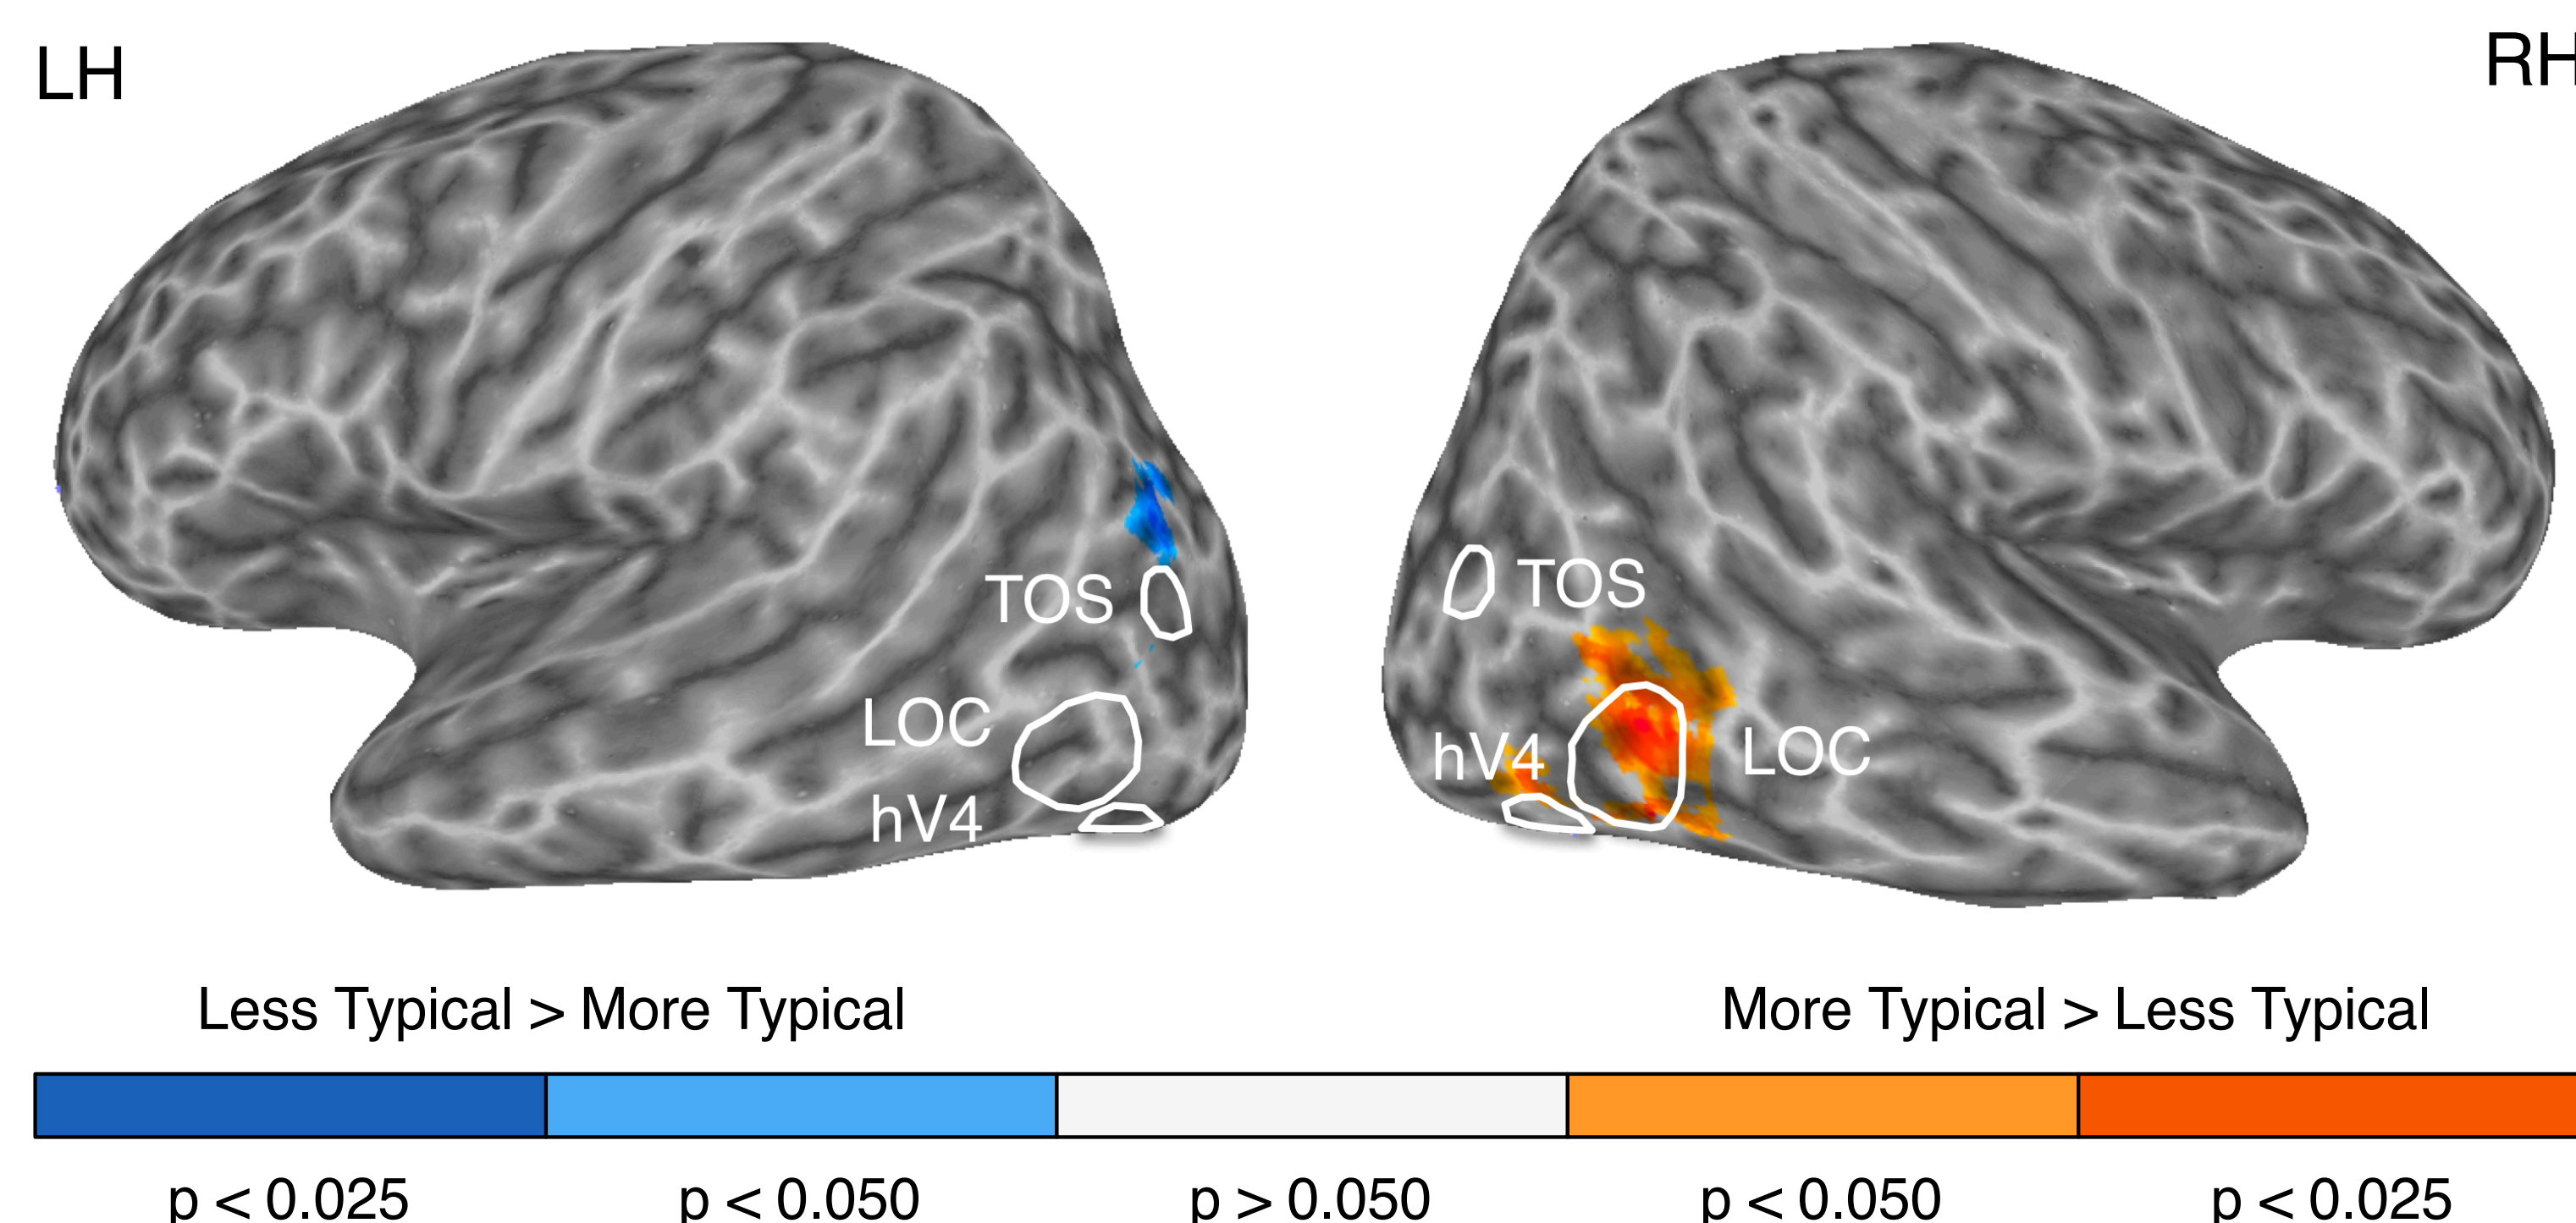 LH
RH
TOS
LOC
hV4
TOS
hV4
LOC
Less Typical > More Typical
More Typical > Less Typical
p < 0.025
p < 0.050
p > 0.050
p < 0.050
p < 0.025